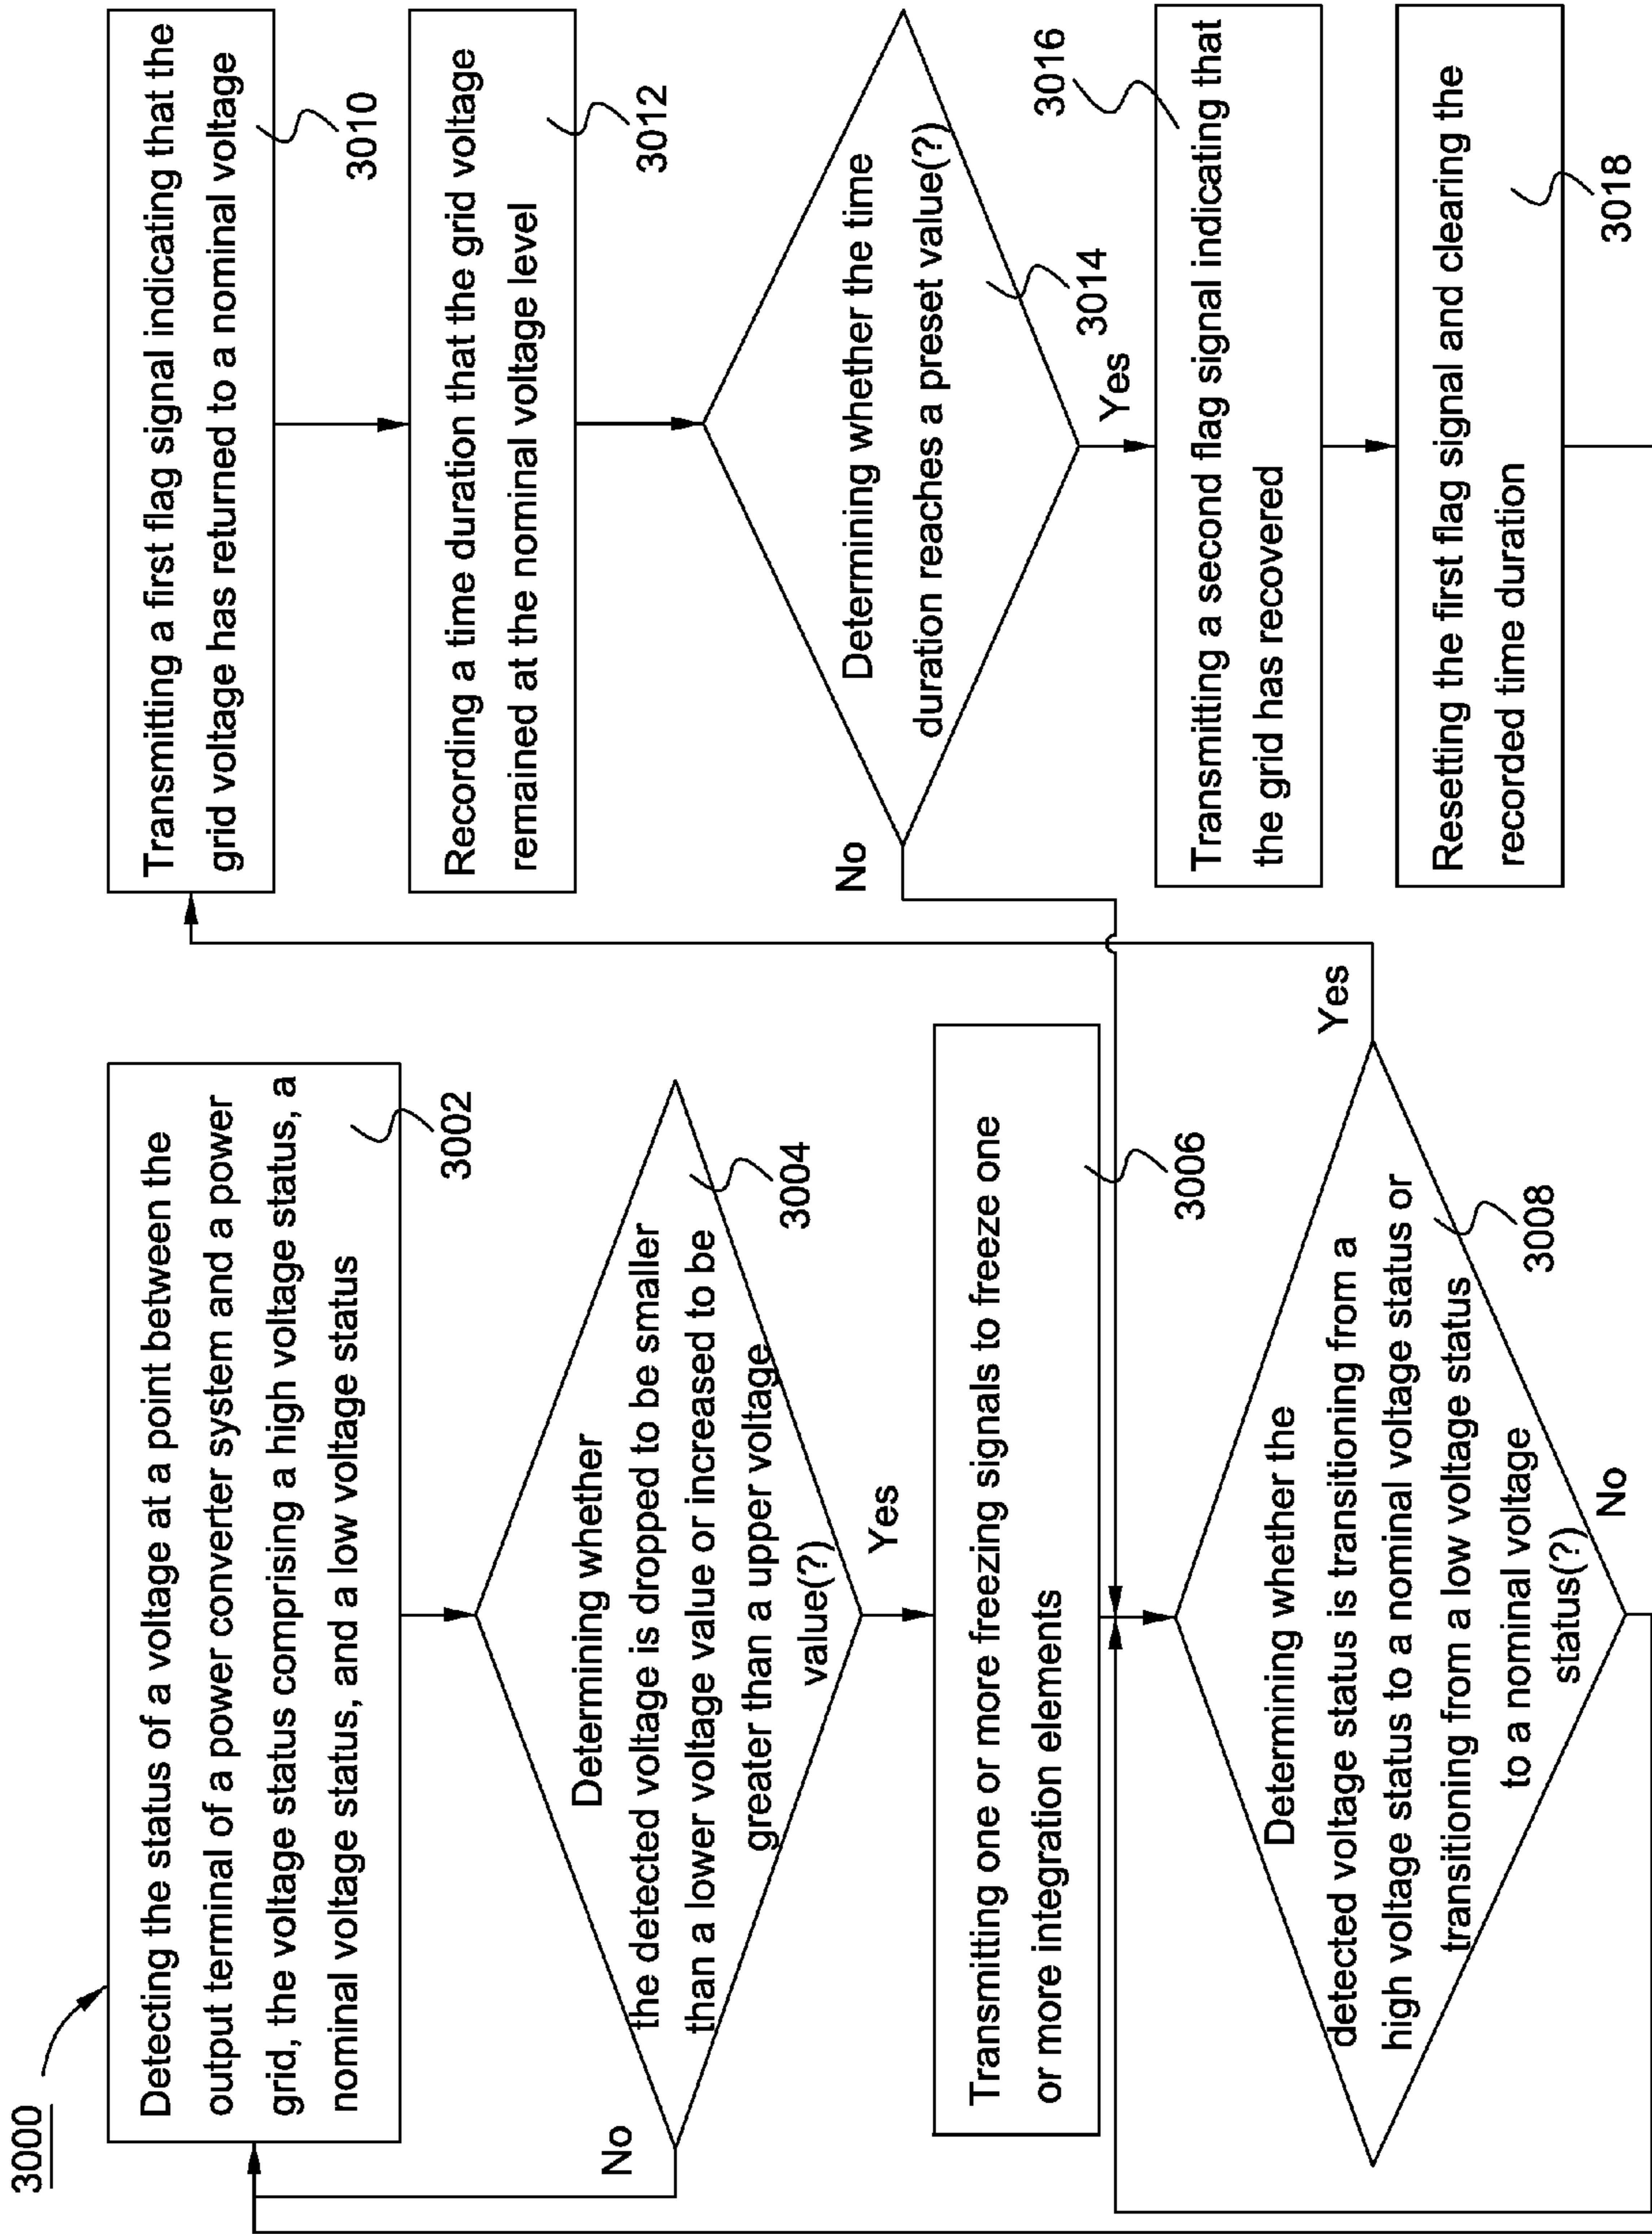 3000
Detecting the status of a voltage at a point between the
output terminal of a power converter system and a power
grid, the voltage status comprising a high voltage status, a
nominal voltage status, and a low voltage status
3002
Determining whether
the detected voltage is dropped to be smaller
than a lower voltage value or increased to be
greater than a upper voltage
value(?)
3004
No
Yes
Transmitting one or more freezing signals to freeze one
or more integration elements
3006
Determining whether the
detected voltage status is transitioning from a
high voltage status to a nominal voltage status or
transitioning from a low voltage status
to a nominal voltage
status(?)
3008
Yes
No
Transmitting a first flag signal indicating that the
grid voltage has returned to a nominal voltage
3010
Recording a time duration that the grid voltage
remained at the nominal voltage level
3012
Determining whether the time
duration reaches a preset value(?)
3014
No
Yes
Transmitting a second flag signal indicating that
the grid has recovered
3016
Resetting the first flag signal and clearing the
recorded time duration
3018